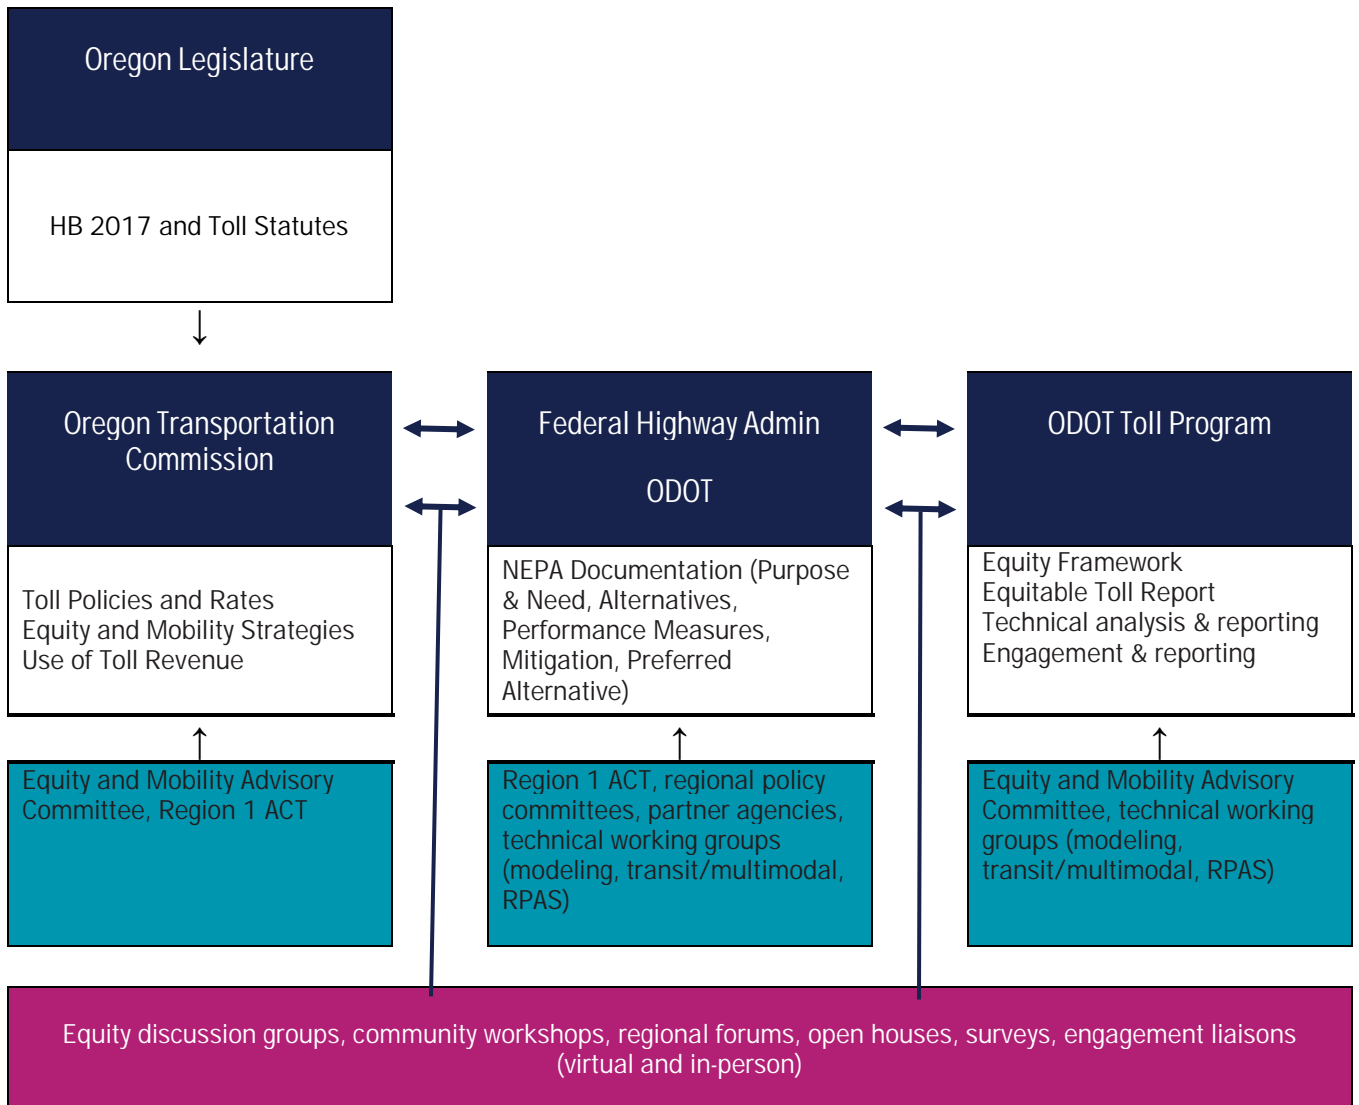 Oregon Legislature
HB 2017 and Toll Statutes
↓
Oregon Transportation
Commission
Toll Policies and Rates
Equity and Mobility Strategies
Use of Toll Revenue
↑
Equity and Mobility Advisory
Committee, Region 1 ACT
Federal Highway Admin
ODOT
NEPA Documentation (Purpose
& Need, Alternatives,
Performance Measures,
Mitigation, Preferred
Alternative)
↑
Region 1 ACT, regional policy
committees, partner agencies,
technical working groups
(modeling, transit/multimodal,
RPAS)
ODOT Toll Program
Equity Framework
Equitable Toll Report
Technical analysis & reporting
Engagement & reporting
↑
Equity and Mobility Advisory
Committee, technical working
groups (modeling,
transit/multimodal, RPAS)
Equity discussion groups, community workshops, regional forums, open houses, surveys, engagement liaisons
(virtual and in-person)